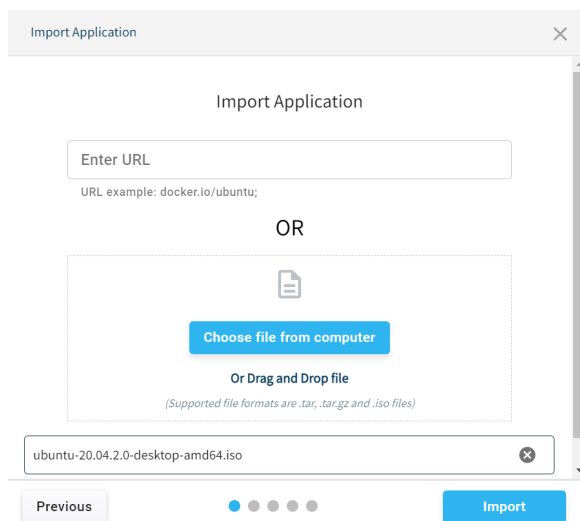 Import Application
Import Application
Enter URL
URL example: docker.io/ubuntu;
OR
Choose file from computer
Or Drag and Drop file
(Supported file formats are .tar, .tar.gz and .iso files)
ubuntu-20.04.2.0-desktop-amd64.iso
Previous
Import